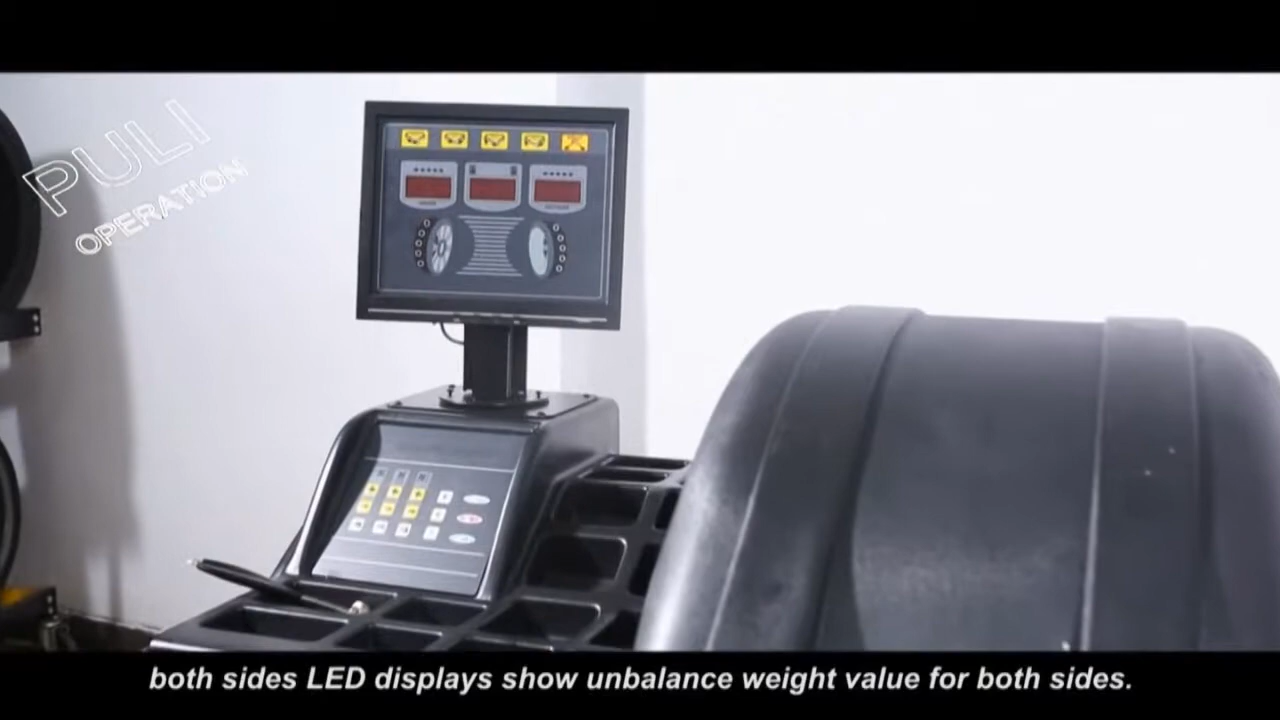 PULI
OPERATION
both sides LED displays show unbalance weight value for both sides.